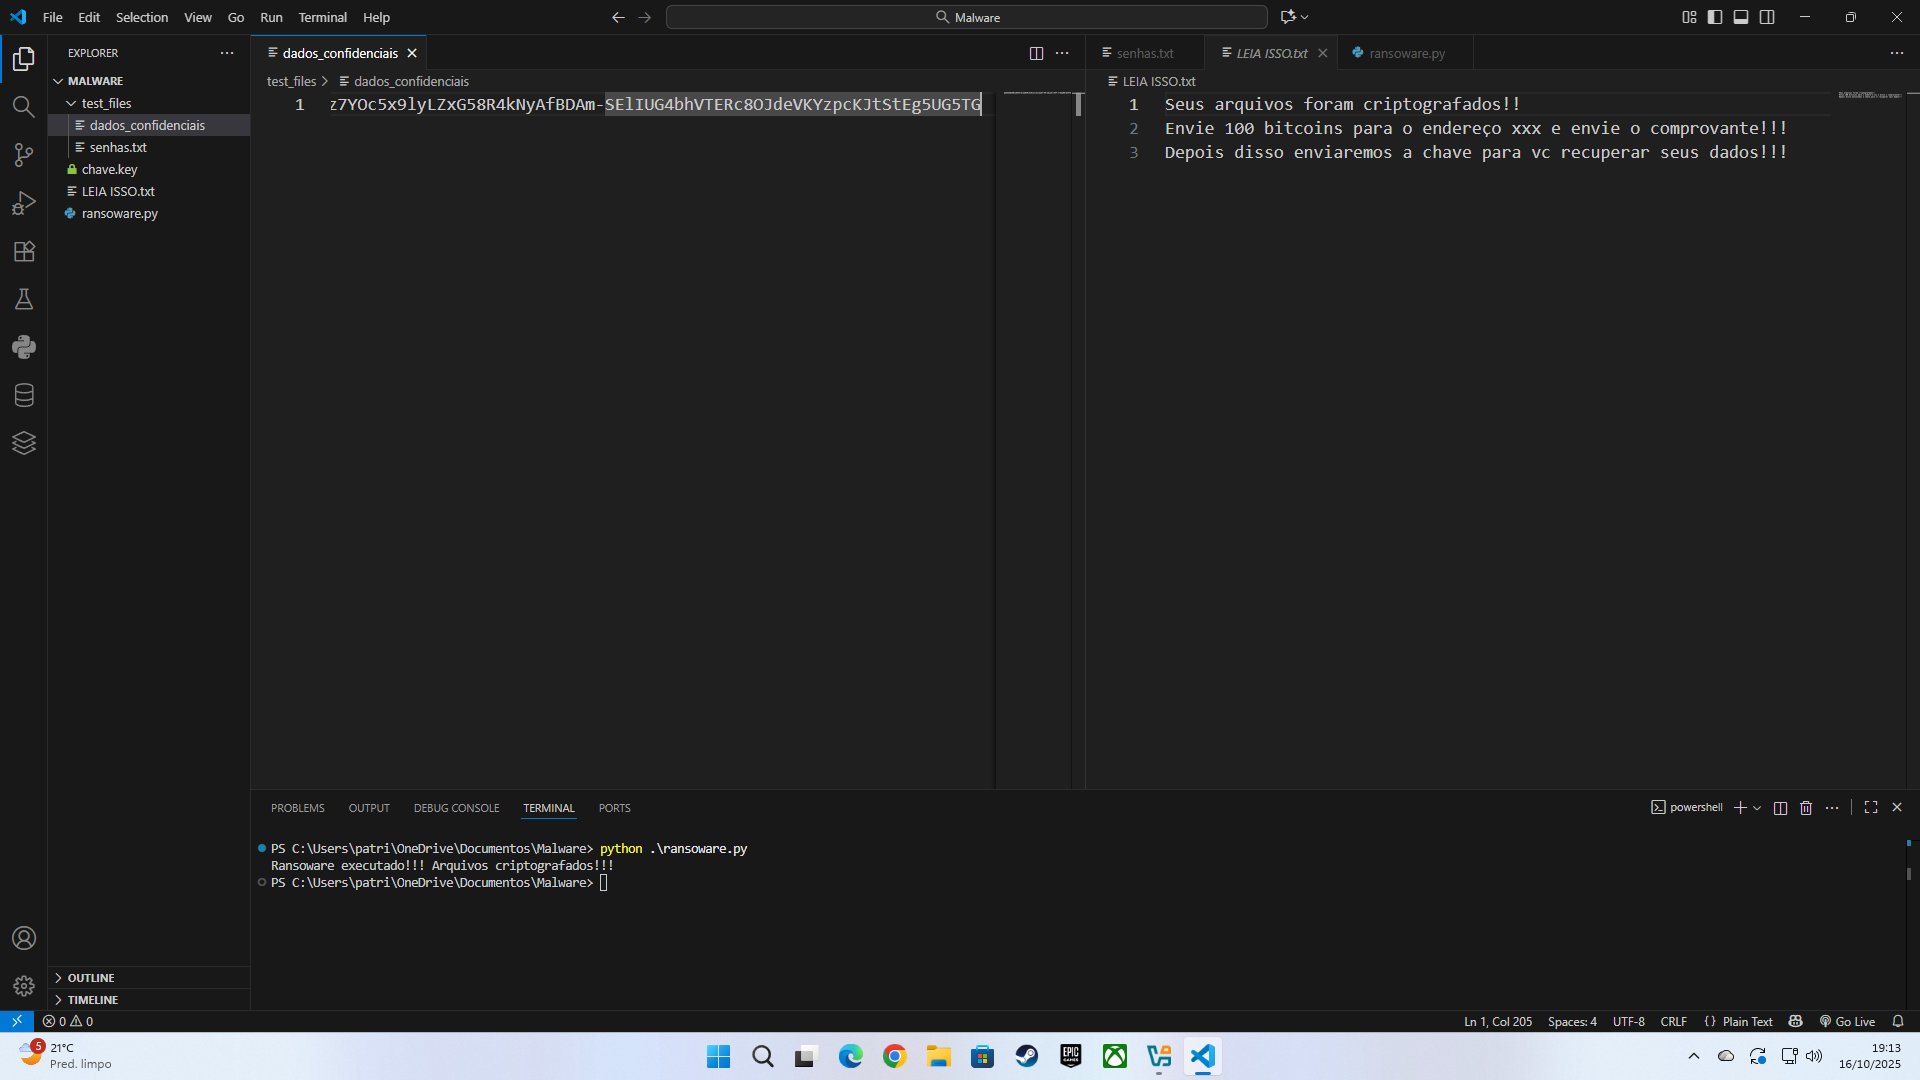 File Edit Selection View Go Run Terminal Help
Malware
EXPLORER
MALWARE
test_files
dados_confidenciais
senhas.txt
chave.key
LEIA ISSO.txt
ransoware.py
OUTLINE
TIMELINE
dados_confidenciais
test_files > dados_confidenciais
1 z7YOc5x9lyLZxG58R4kNyAfBDAm-SElIUG4bhVTERc8OJdeVKYzpcKJtStEg5UG5TG
senhas.txt LEIA ISSO.txt ransoware.py
LEIA ISSO.txt
1 Seus arquivos foram criptografados!!
2 Envie 100 bitcoins para o endereço xxx e envie o comprovante!!!
3 Depois disso enviaremos a chave para vc recuperar seus dados!!!
PROBLEMS OUTPUT DEBUG CONSOLE TERMINAL PORTS
powershell
PS C:\Users\patri\OneDrive\Documentos\Malware> python .\ransoware.py
Ransoware executado!!! Arquivos criptografados!!!
PS C:\Users\patri\OneDrive\Documentos\Malware>
0 0
Ln 1, Col 205 Spaces: 4 UTF-8 CRLF {} Plain Text Go Live
5
21°C
Pred. limpo
EPIC GAMES
19:13
16/10/2025